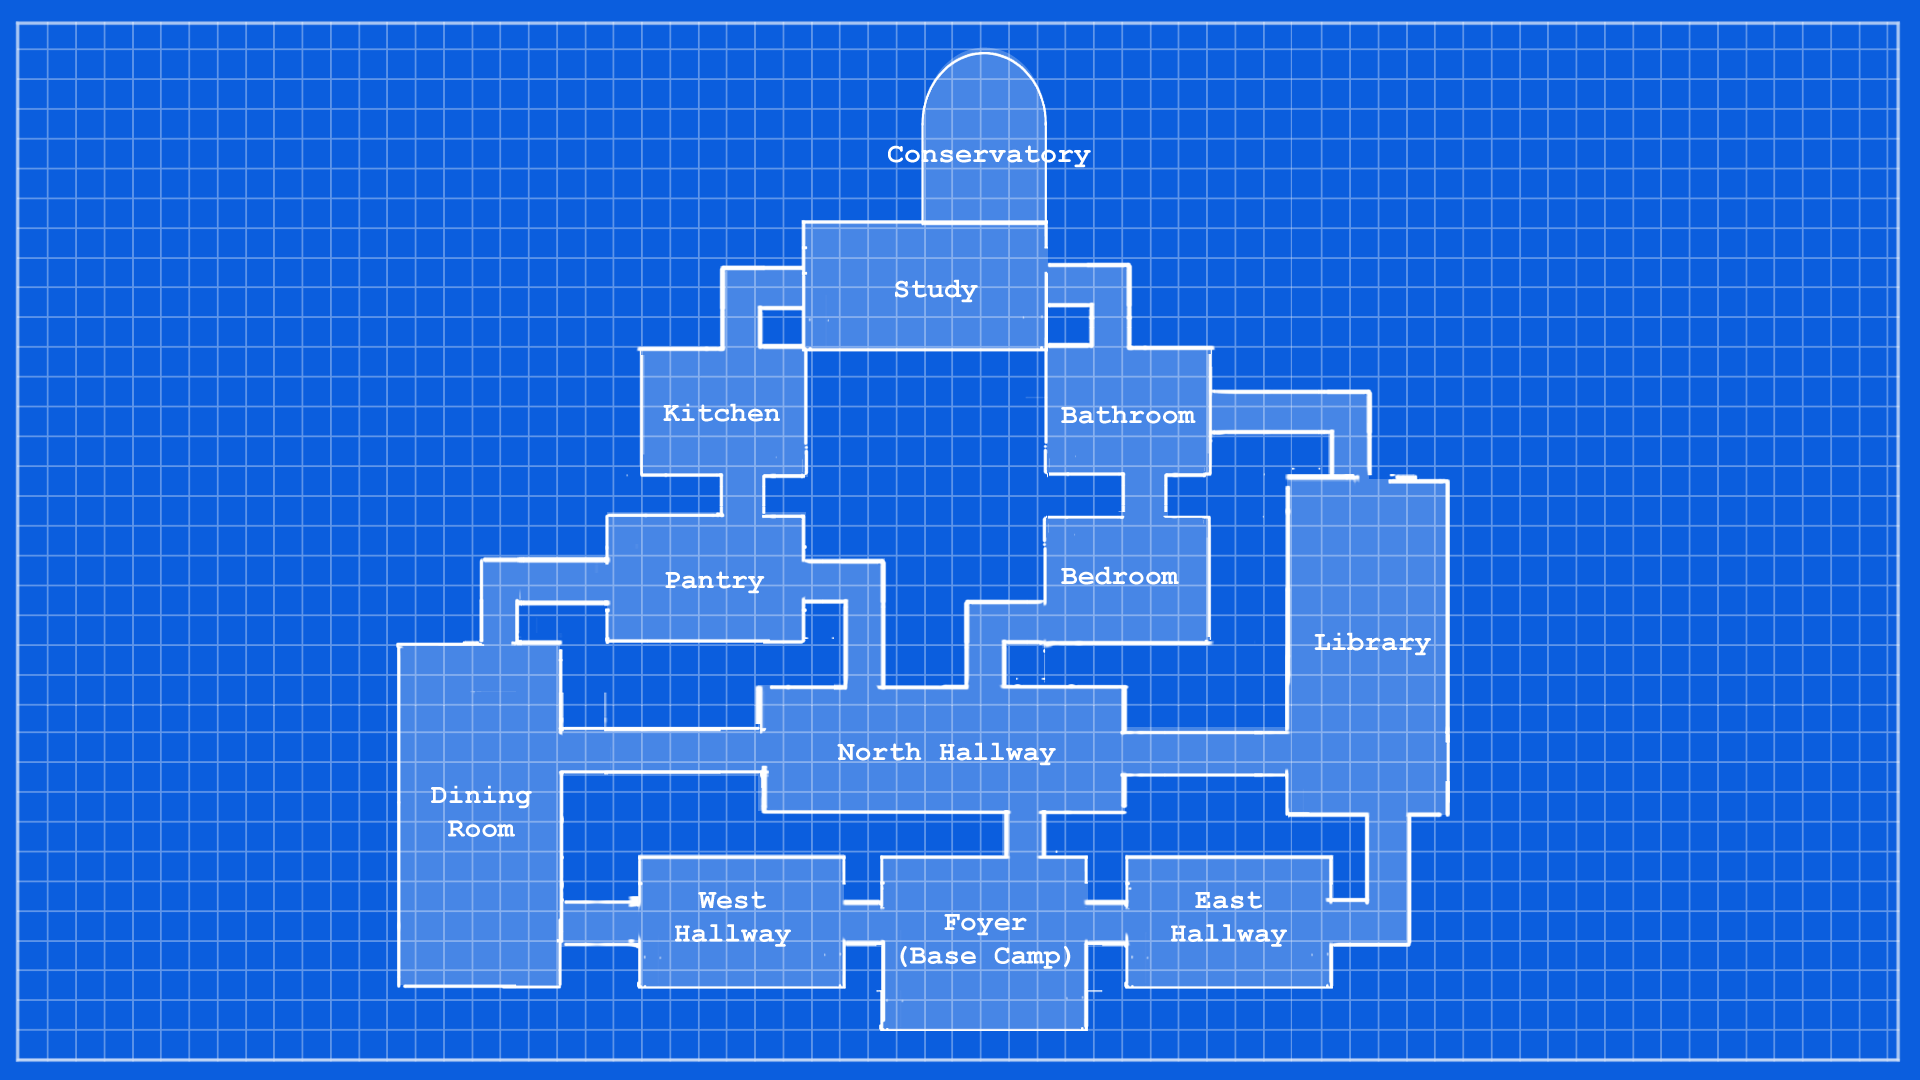 Conservatory
Study
Kitchen
Bathroom
Pantry
Bedroom
Library
North Hallway
Dining
Room
West
Hallway
Foyer
(Base Camp)
East
Hallway